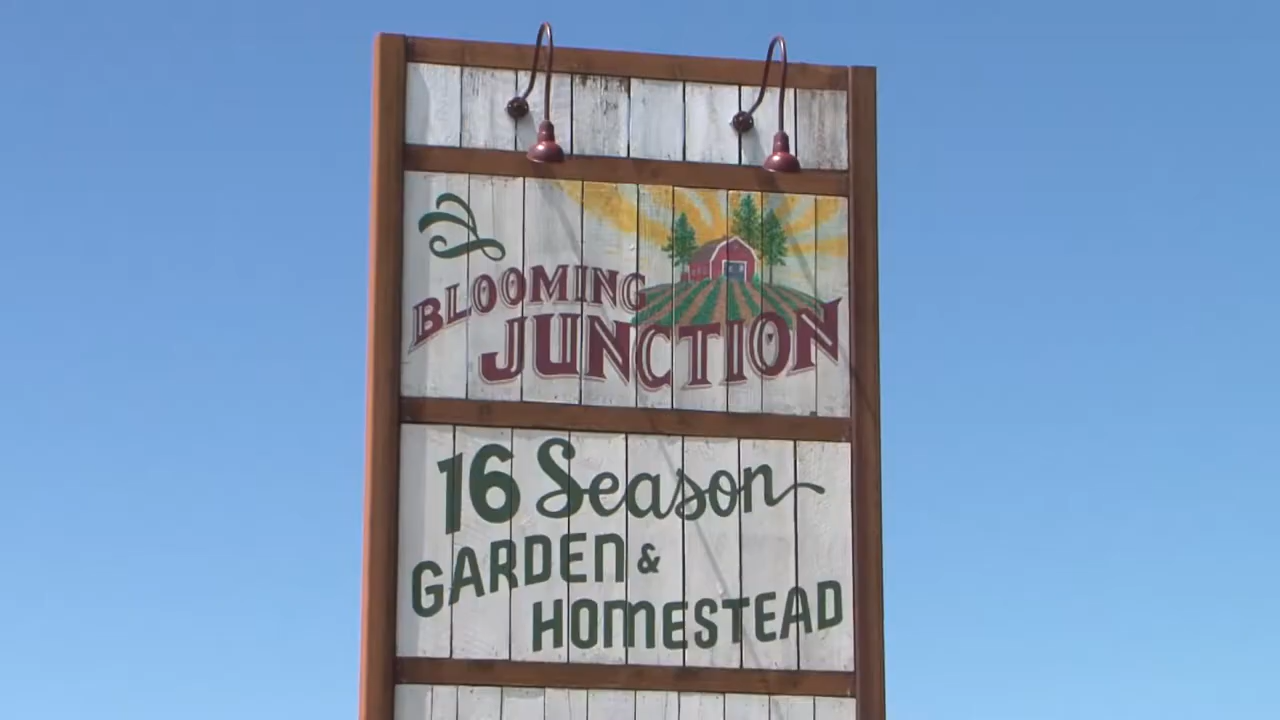 BLOOMING
JUNCTION
16 Season
GARDEN &
HOMESTEAD